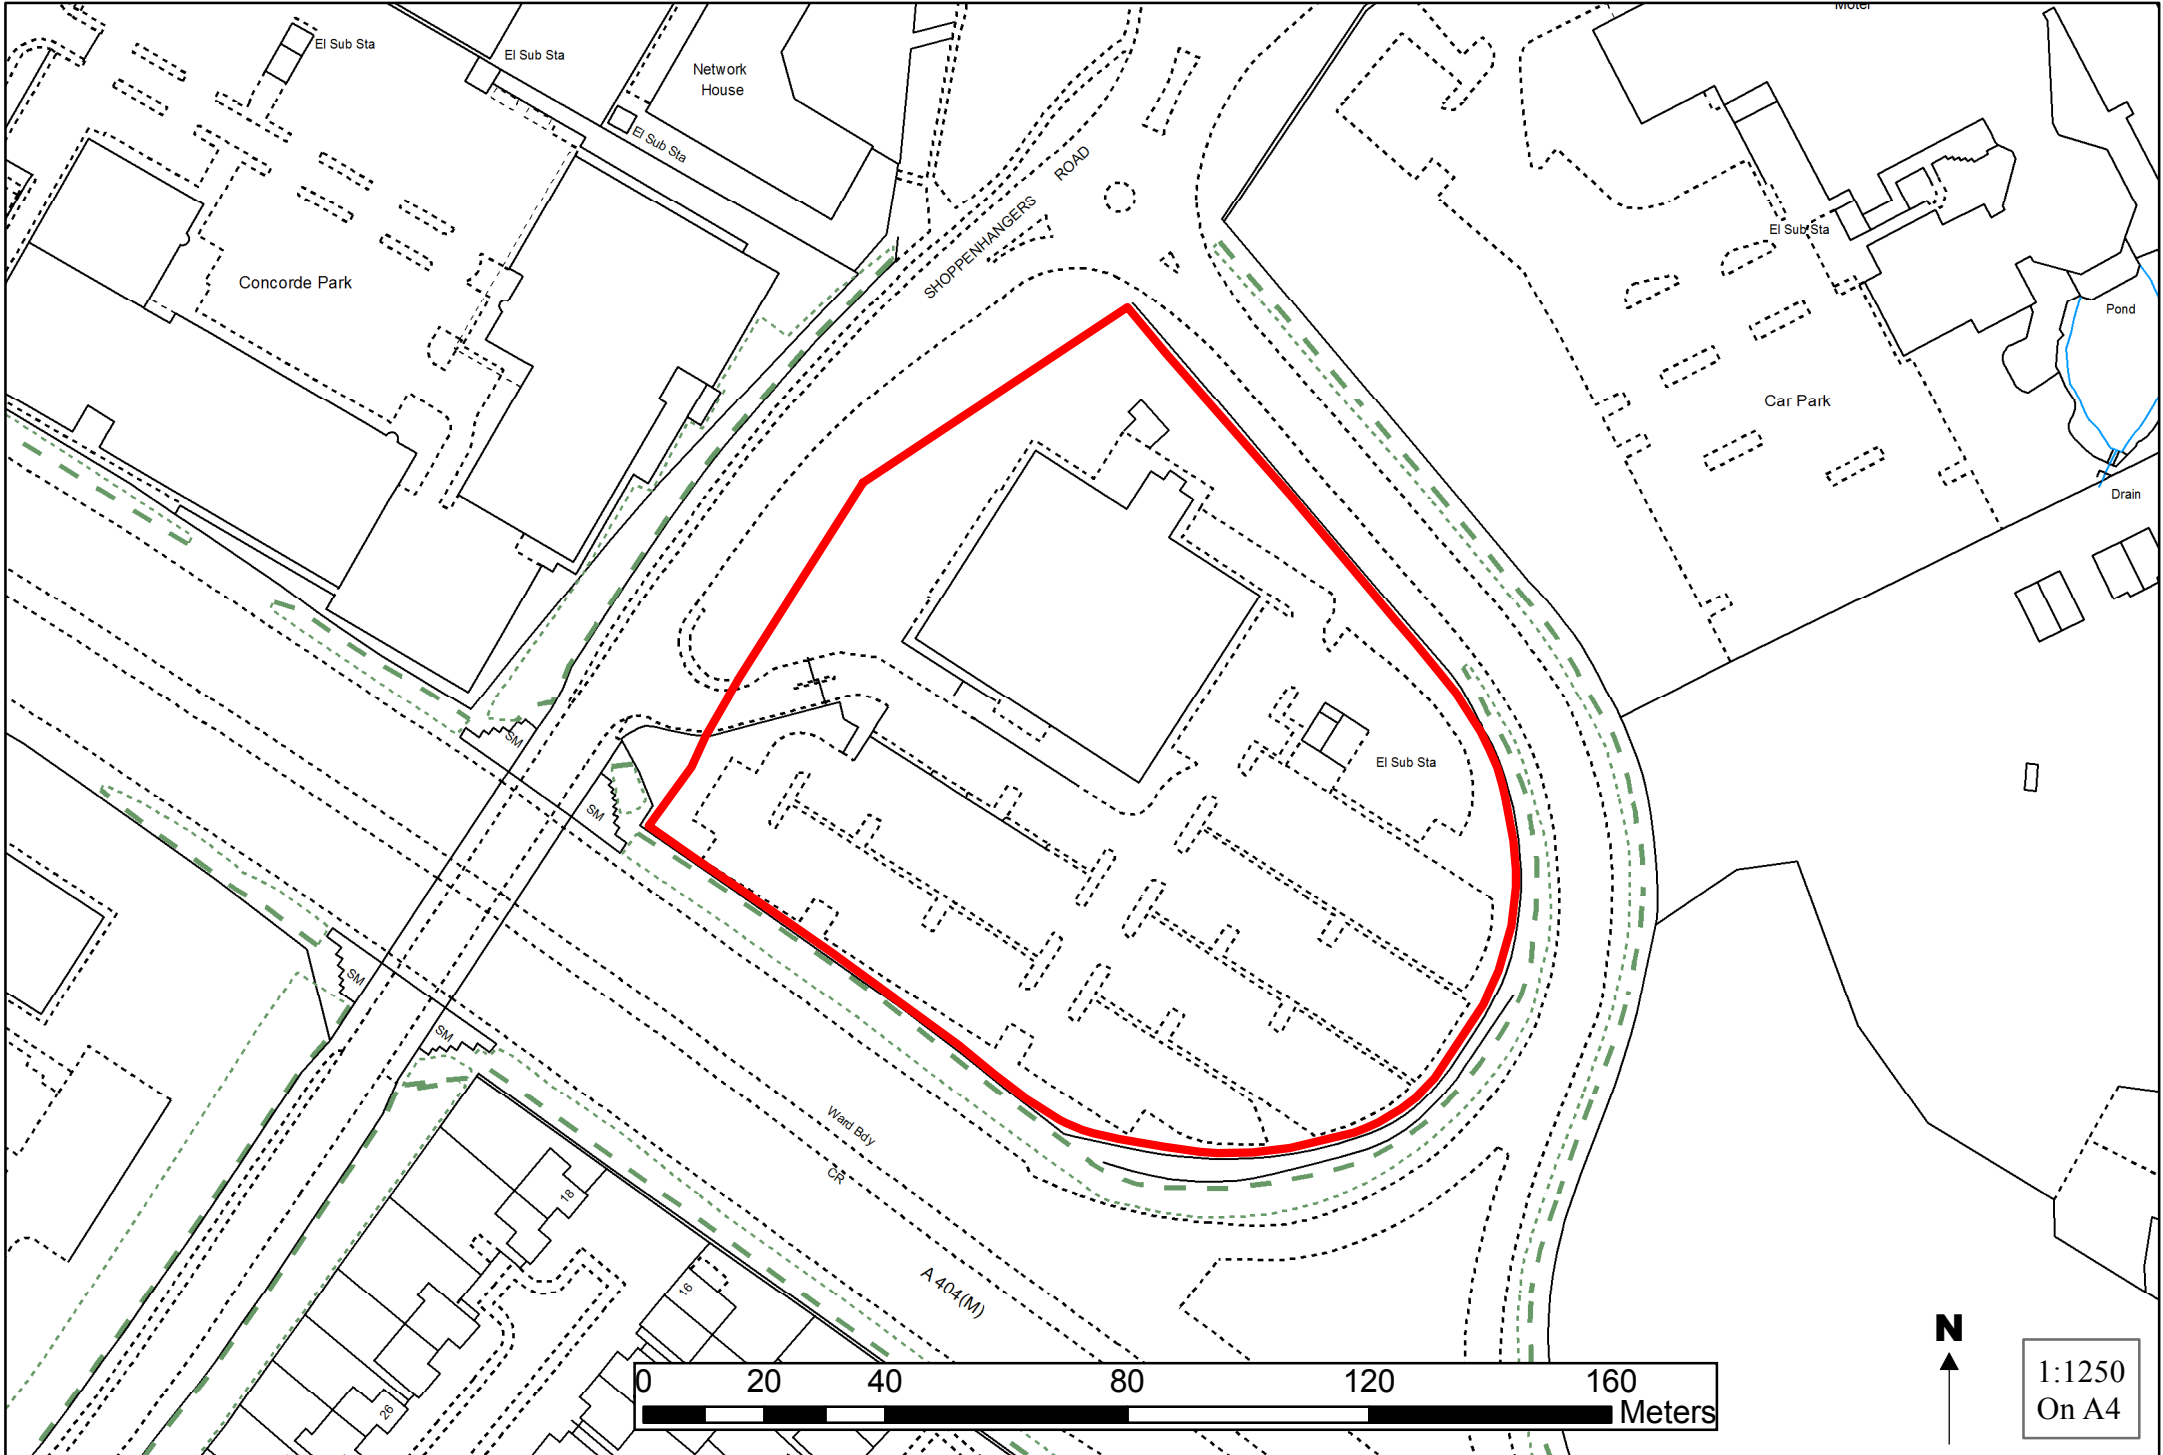 Motel
El Sub Sta
El Sub Sta
Network
House
El Sub Sta
SHOPPENHANGERS ROAD
El Sub Sta
Concorde Park
Pond
Car Park
Drain
SM
El Sub Sta
SM
SM
SM
Ward Bdy
CR
18
16
A 404(M)
26
N
0 20 40 80 120 160
Meters
1:1250
On A4